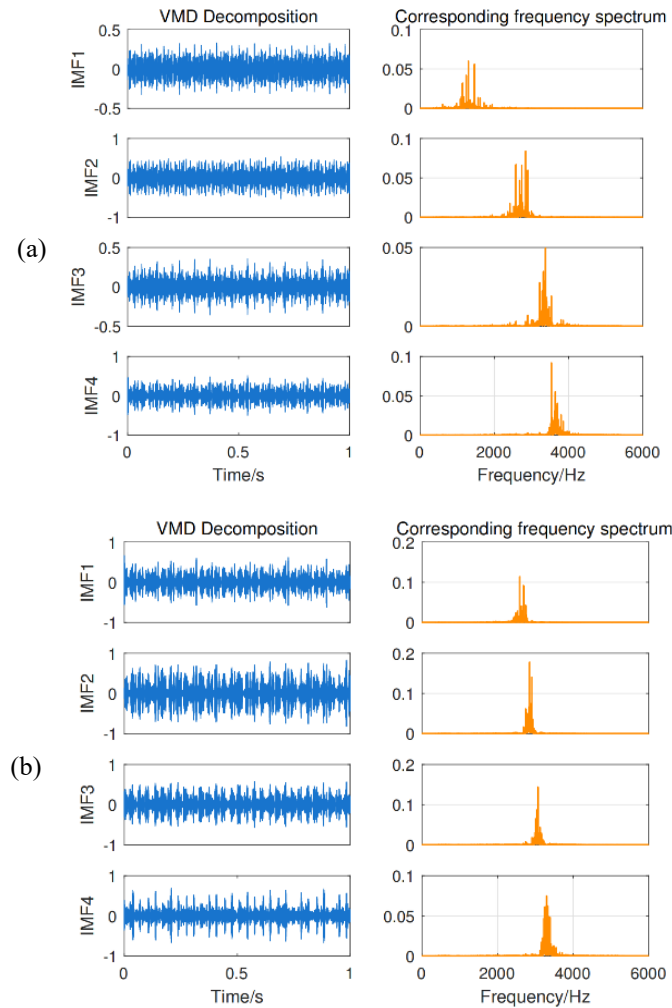 VMD Decomposition Corresponding frequency spectrum
IMF1 0.5 0 -0.5 0.1 0.05 0
IMF2 1 0 -1 0.1 0.05 0
(a)
IMF3 0.5 0 -0.5 0.05 0
IMF4 1 0 -1 0.1 0.05 0
0 0.5 1 0 2000 4000 6000
Time/s Frequency/Hz
VMD Decomposition Corresponding frequency spectrum
IMF1 1 0 -1 0.2 0.1 0
IMF2 1 0 -1 0.2 0.1 0
(b)
IMF3 1 0 -1 0.2 0.1 0
IMF4 1 0 -1 0.1 0.05 0
0 0.5 1 0 2000 4000 6000
Time/s Frequency/Hz